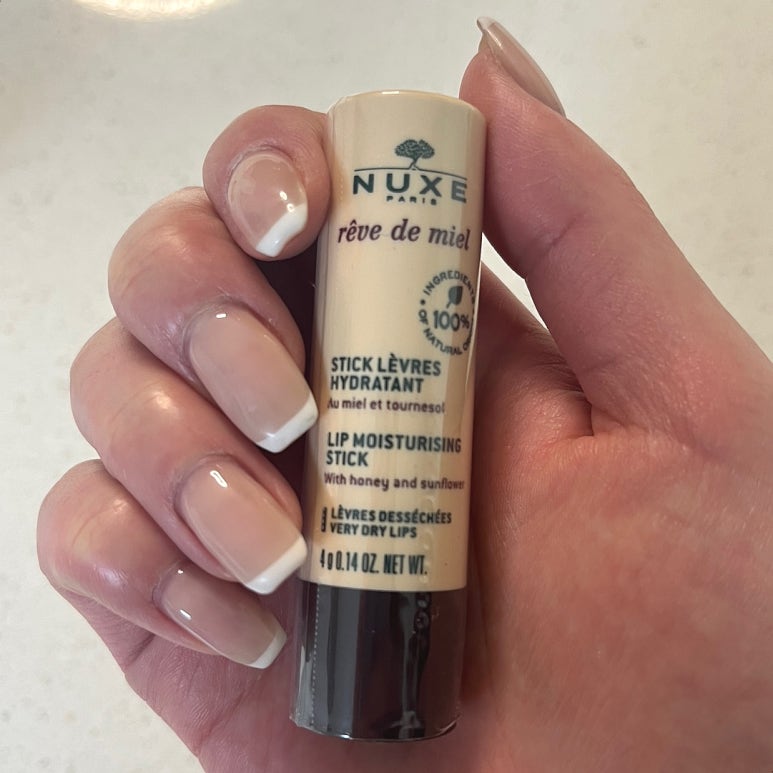 NUXE
PARIS
rêve de miel
INGREDIENTS
100%
OF NATURAL
STICK LÈVRES
HYDRATANT
Au miel et tournesol
LIP MOISTURISING
STICK
With honey and sunflower
LÈVRES DESSÉCHÉES
VERY DRY LIPS
4 g 0.14 OZ. NET WT.